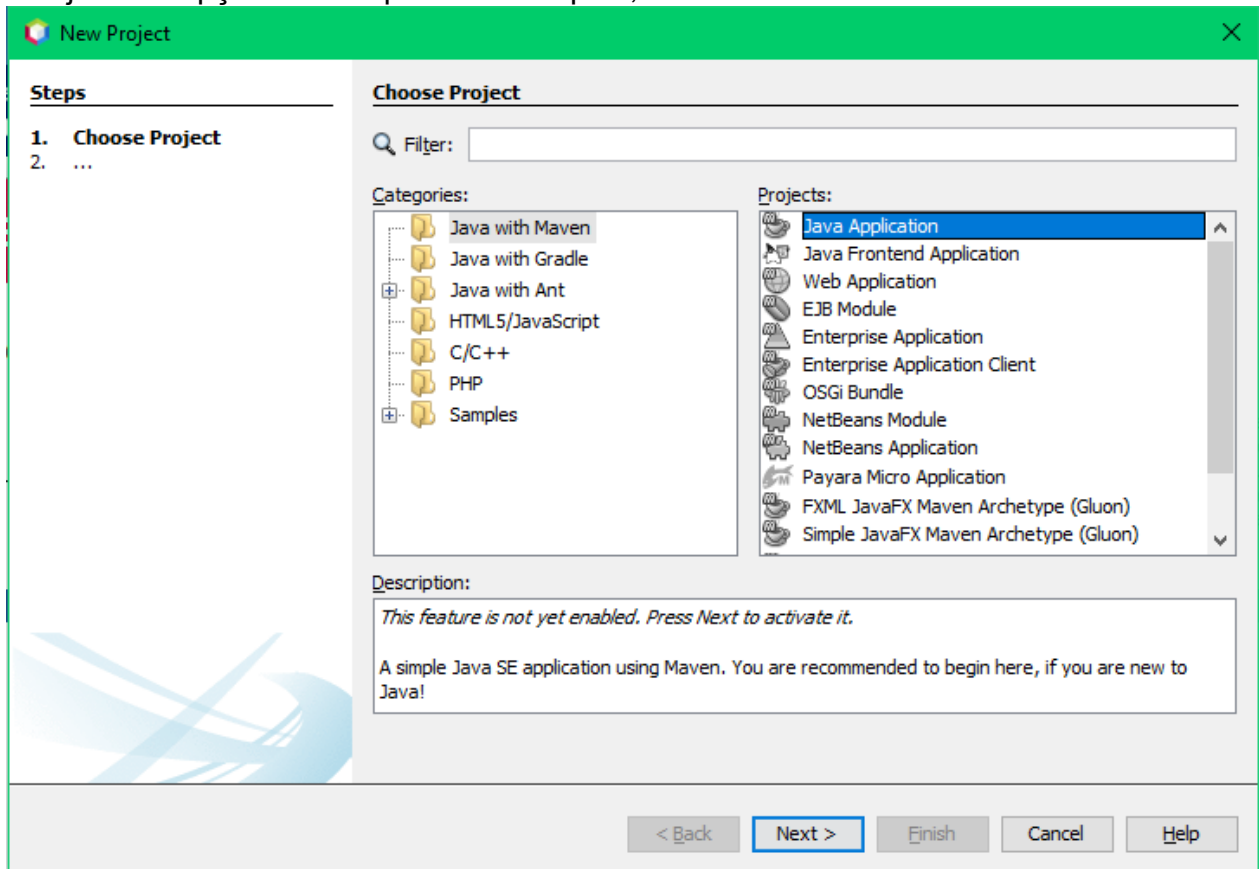 New Project
Steps
1. Choose Project
2. ...
Choose Project
Filter:
Categories:
Java with Maven
Java with Gradle
Java with Ant
HTML5/JavaScript
C/C++
PHP
Samples
Projects:
Java Application
Java Frontend Application
Web Application
EJB Module
Enterprise Application
Enterprise Application Client
OSGi Bundle
NetBeans Module
NetBeans Application
Payara Micro Application
FXML JavaFX Maven Archetype (Gluon)
Simple JavaFX Maven Archetype (Gluon)
Description:
This feature is not yet enabled. Press Next to activate it.
A simple Java SE application using Maven. You are recommended to begin here, if you are new to
Java!
< Back Next > Finish Cancel Help